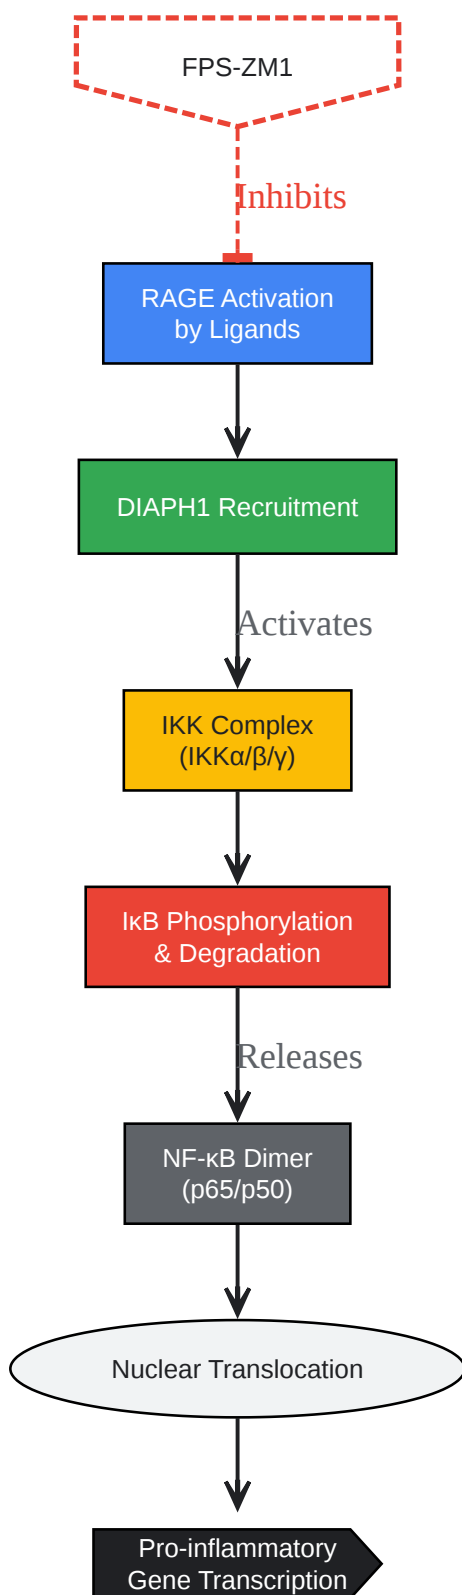 FPS-ZM1
Inhibits
RAGE Activation
by Ligands
DIAPH1 Recruitment
Activates
IKK Complex
(IKKα/β/γ)
IκB Phosphorylation
& Degradation
Releases
NF-κB Dimer
(p65/p50)
Nuclear Translocation
Pro-inflammatory
Gene Transcription